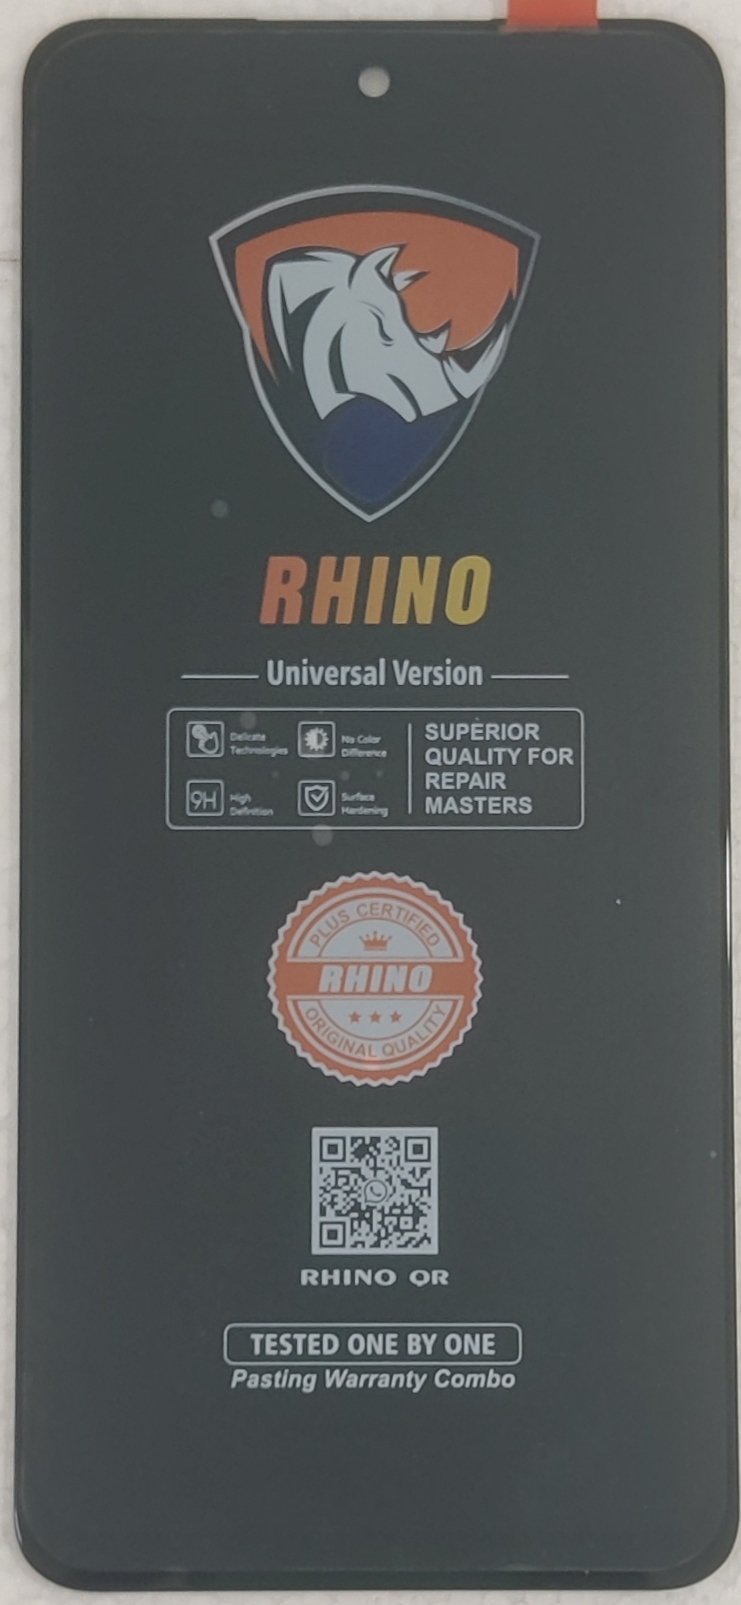 RHINO
Universal Version
Delicate
Technologies
No Color
Difference
9H
High
Definition
Surface
Hardening
SUPERIOR
QUALITY FOR
REPAIR
MASTERS
PLUS CERTIFIED
RHINO
ORIGINAL QUALITY
RHINO QR
TESTED ONE BY ONE
Pasting Warranty Combo